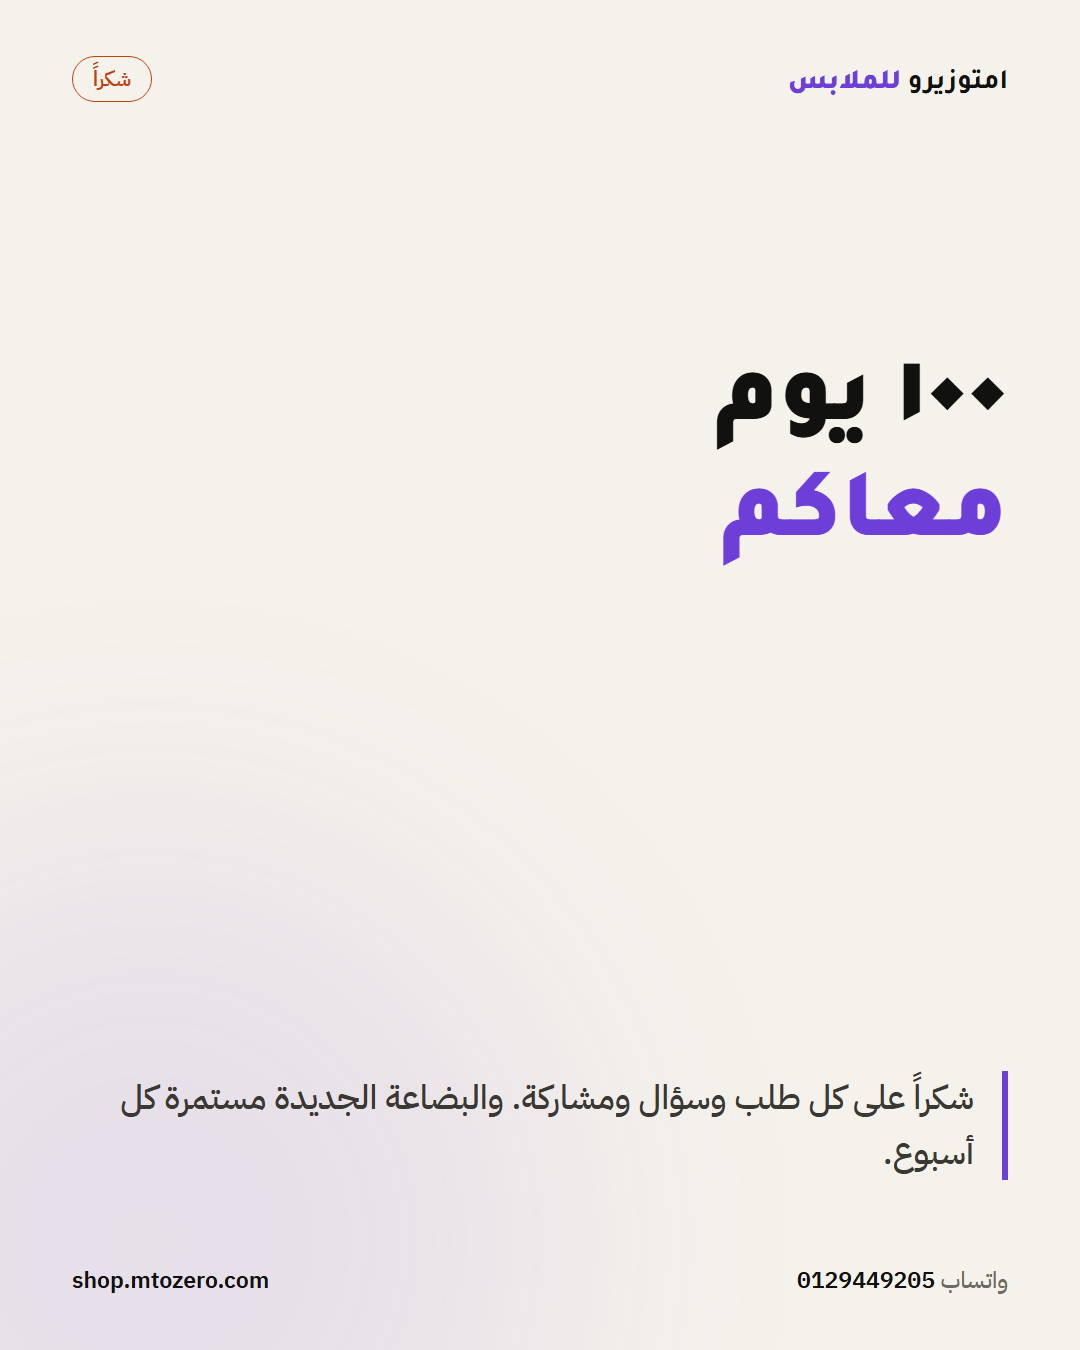 امتوزيرو للملابس
شكراً
١٠٠ يوم
معاكم
شكراً على كل طلب وسؤال ومشاركة. والبضاعة الجديدة مستمرة كل
أسبوع.
واتساب 0129449205
shop.mtozero.com